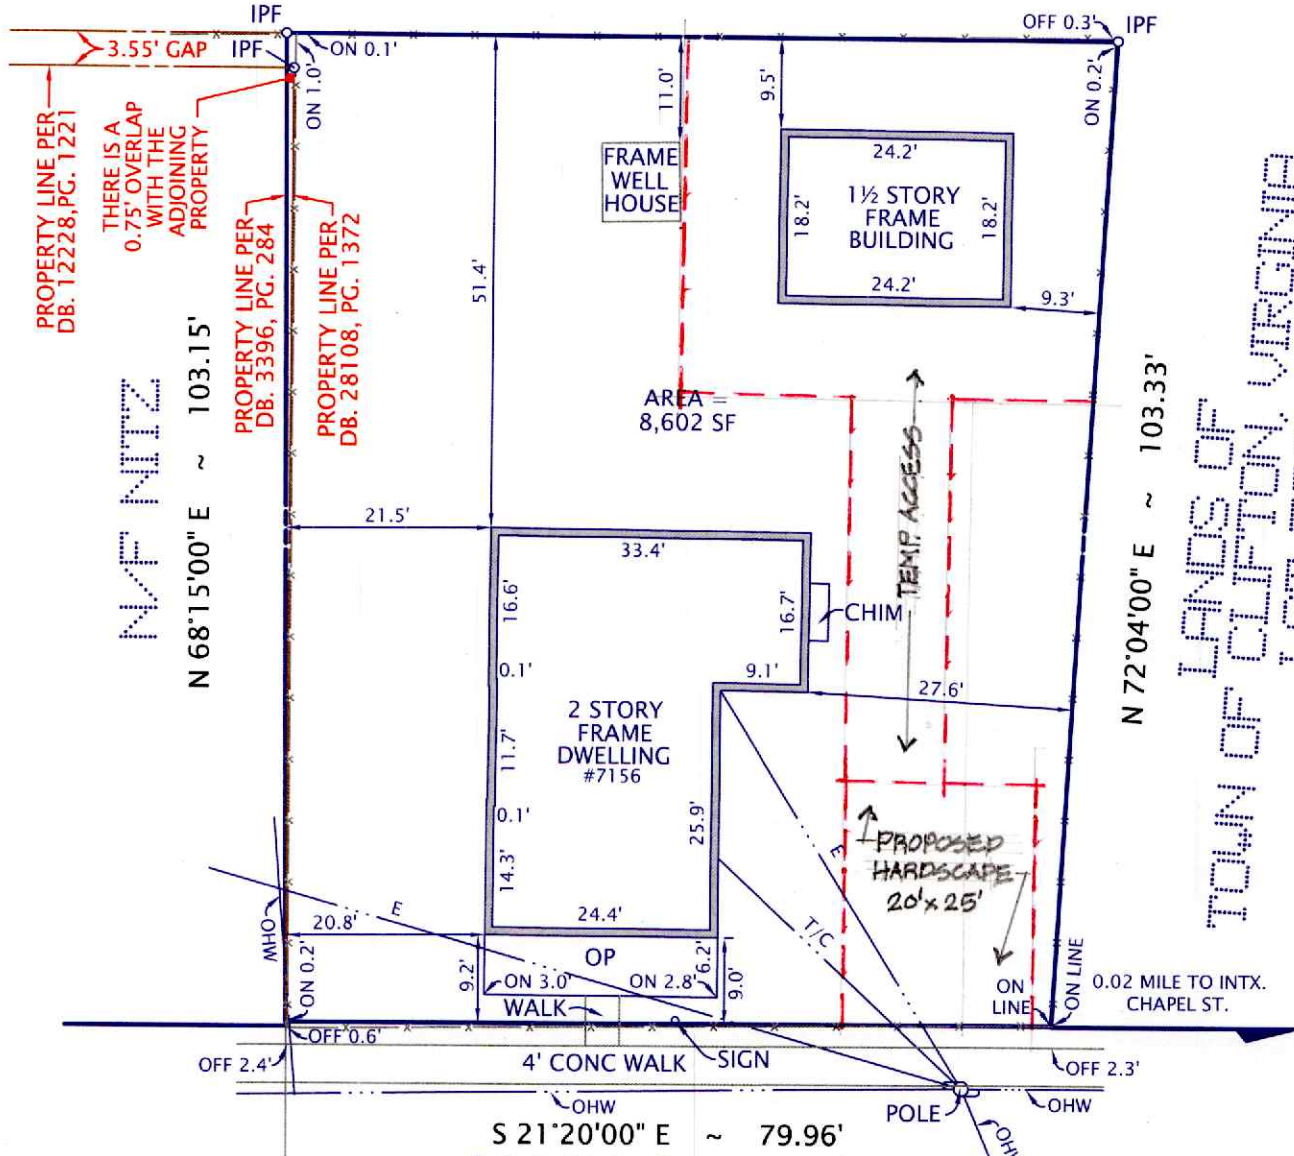 IPF
3.55' GAP
IPF
ON 0.1'
ON 1.0'
OFF 0.3'
IPF
ON 0.2'
PROPERTY LINE PER
DB. 12228,PG. 1221
THERE IS A
0.75' OVERLAP
WITH THE
ADJOINING
PROPERTY
PROPERTY LINE PER
DB. 3396, PG. 284
PROPERTY LINE PER
DB. 28108, PG. 1372
N/F NITZ
N 68°15'00" E ~ 103.15'
51.4'
11.0'
FRAME
WELL
HOUSE
9.5'
24.2'
18.2'
1½ STORY
FRAME
BUILDING
18.2'
24.2'
9.3'
AREA =
8,602 SF
TEMP. ACCESS
N 72°04'00" E ~ 103.33'
LANDS OF
TOWN OF CLIFTON, VIRGINIA
21.5'
33.4'
16.6'
16.7'
CHIM
0.1'
9.1'
27.6'
2 STORY
FRAME
DWELLING
#7156
11.7'
0.1'
25.9'
14.3'
24.4'
E
PROPOSED
HARDSCAPE
20' x 25'
T/C
E
OHW
20.8'
ON 0.2'
9.2'
OP
ON 3.0'
ON 2.8'
6.2'
9.0'
WALK
ON
LINE
ON LINE
0.02 MILE TO INTX.
CHAPEL ST.
OFF 0.6'
OFF 2.4'
4' CONC WALK
SIGN
OFF 2.3'
OHW
POLE
OHW
OHW
S 21°20'00" E ~ 79.96'